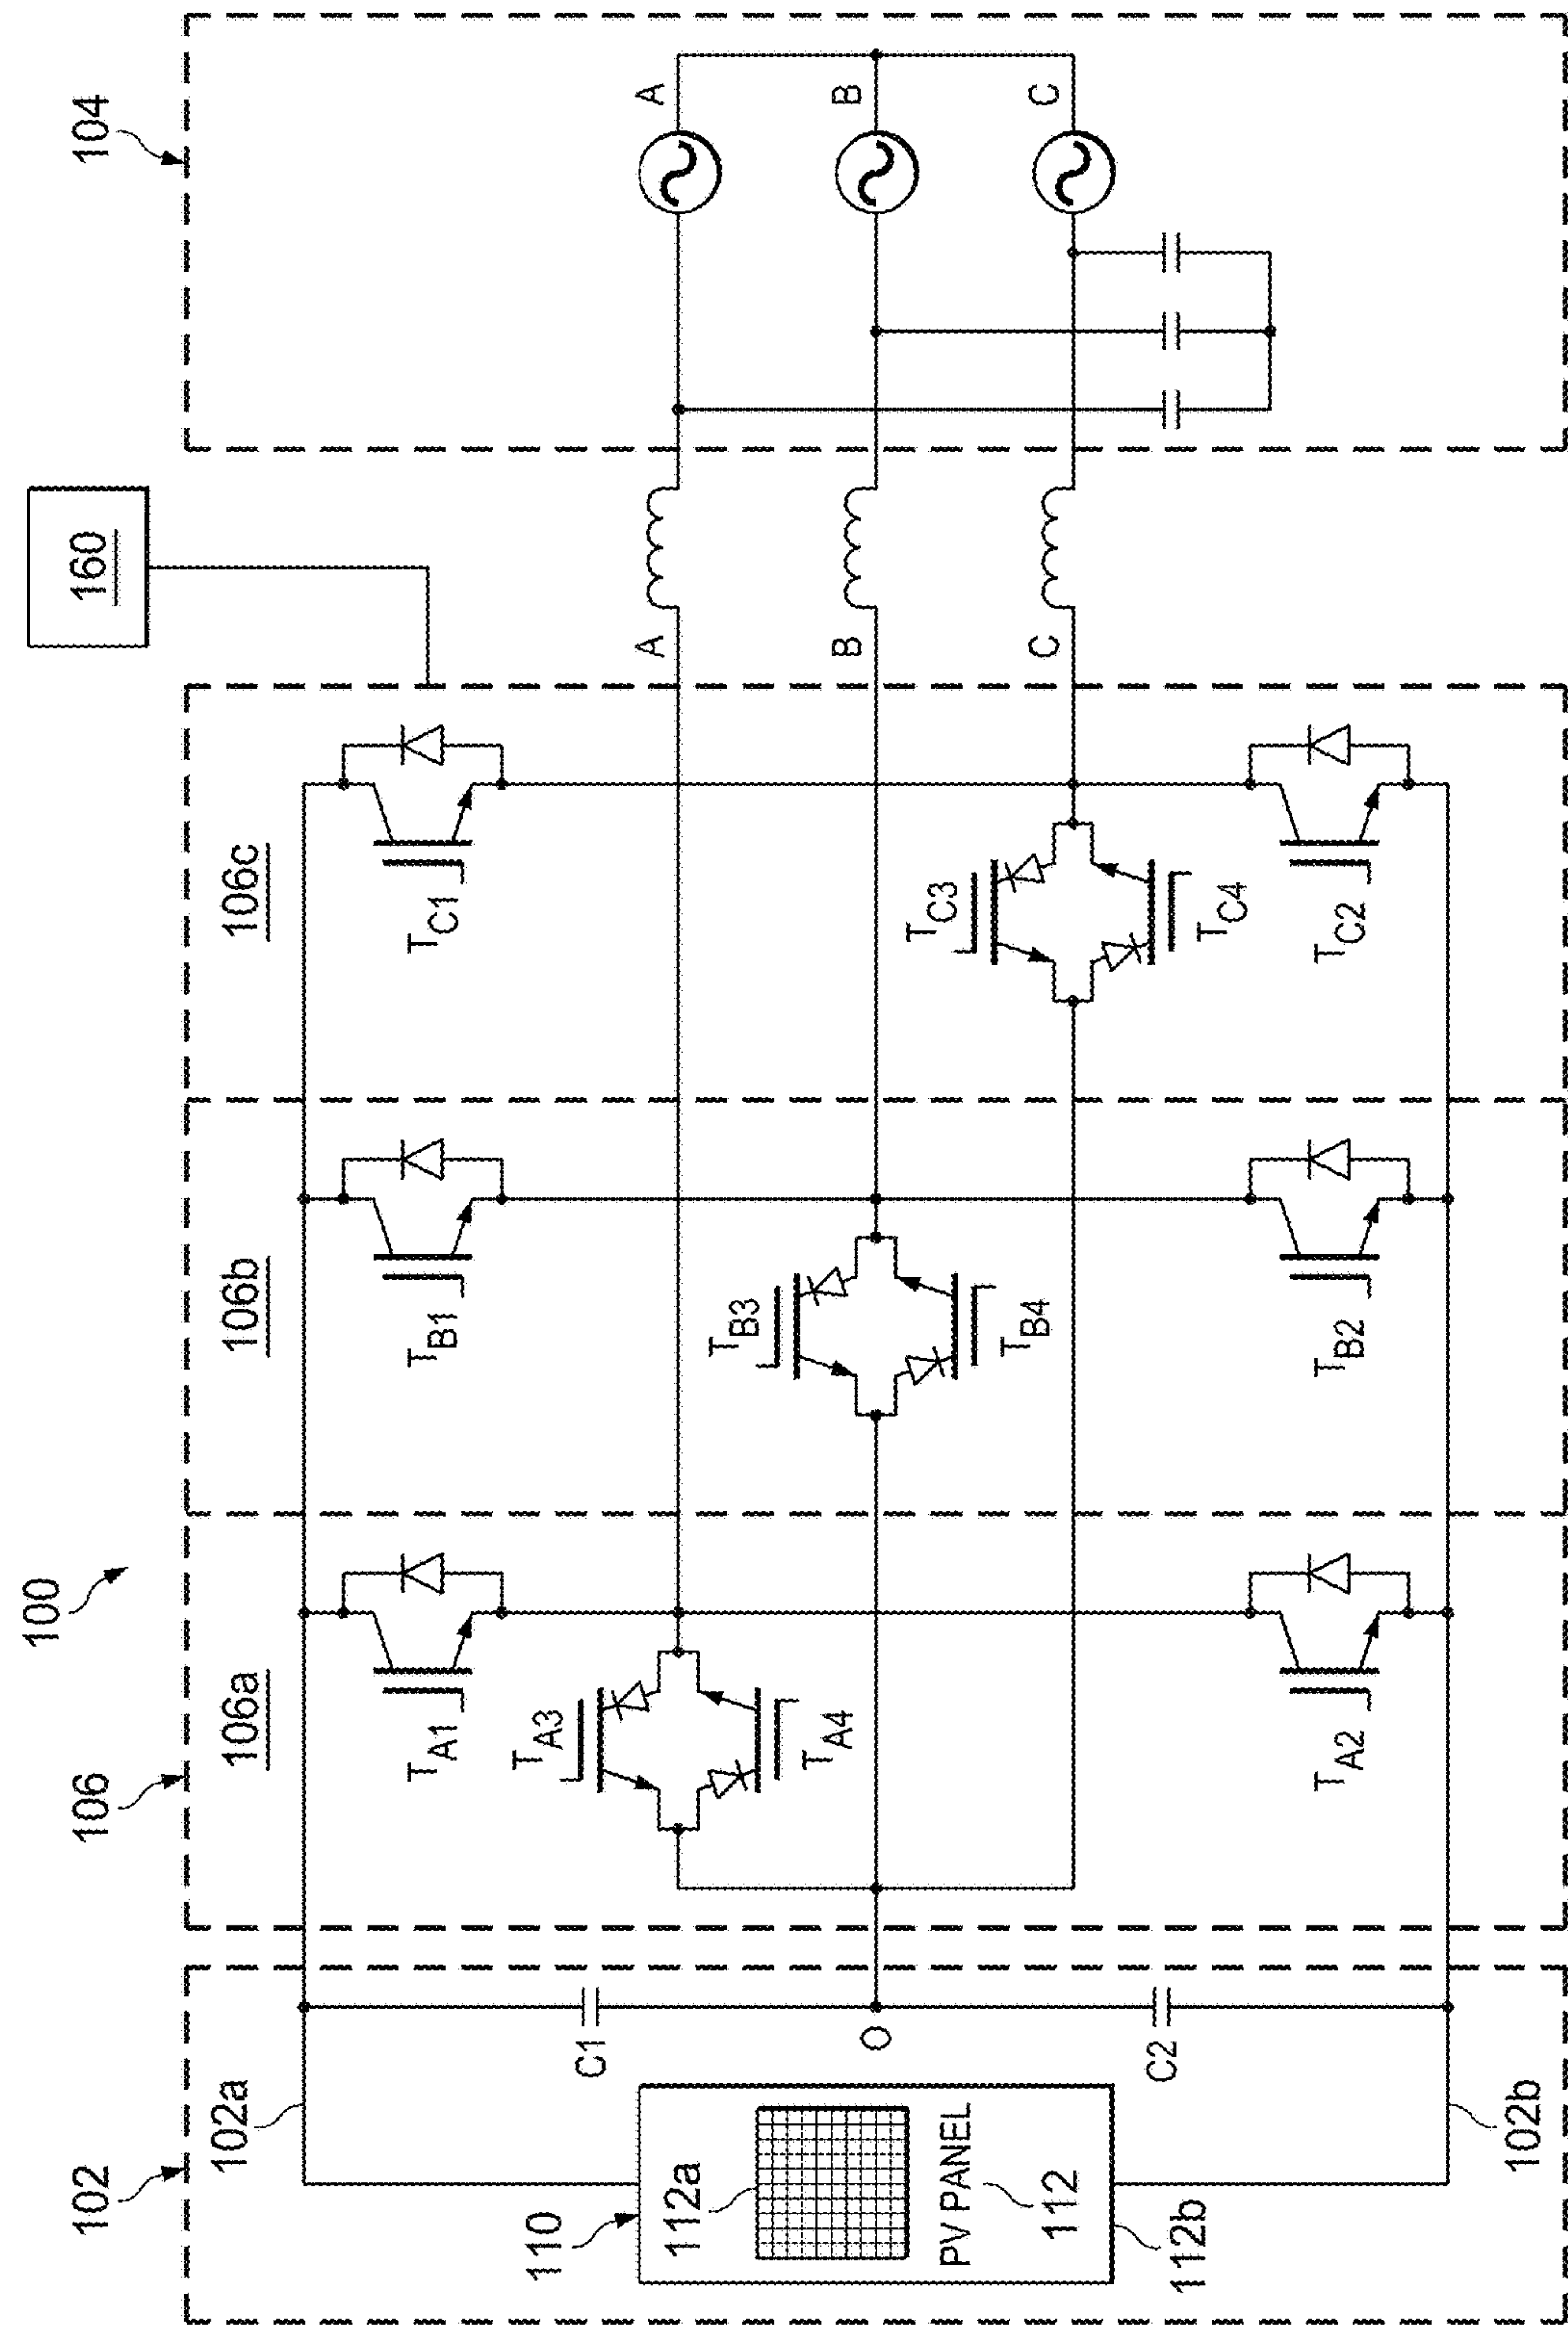 100
102
102a
110
112a
PV PANEL
112
112b
102b
C1
O
C2
106
106a
TA1
TA3
TA4
TA2
106b
TB1
TB3
TB4
TB2
106c
TC1
TC3
TC4
TC2
160
A
B
C
104
A
B
C